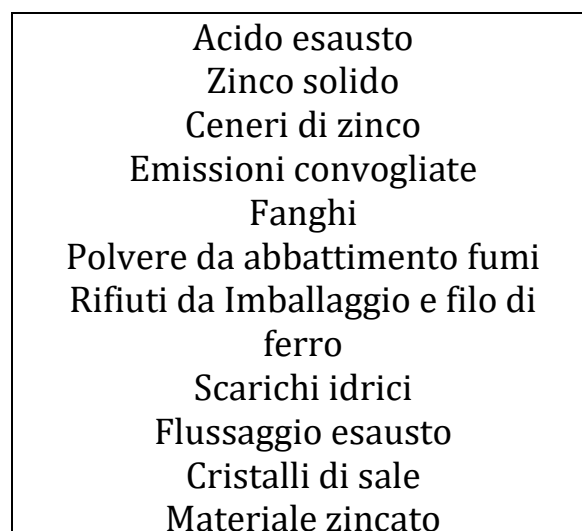 Acido esausto
Zinco solido
Ceneri di zinco
Emissioni convogliate
Fanghi
Polvere da abbattimento fumi
Rifiuti da Imballaggio e filo di
ferro
Scarichi idrici
Flussaggio esausto
Cristalli di sale
Materiale zincato